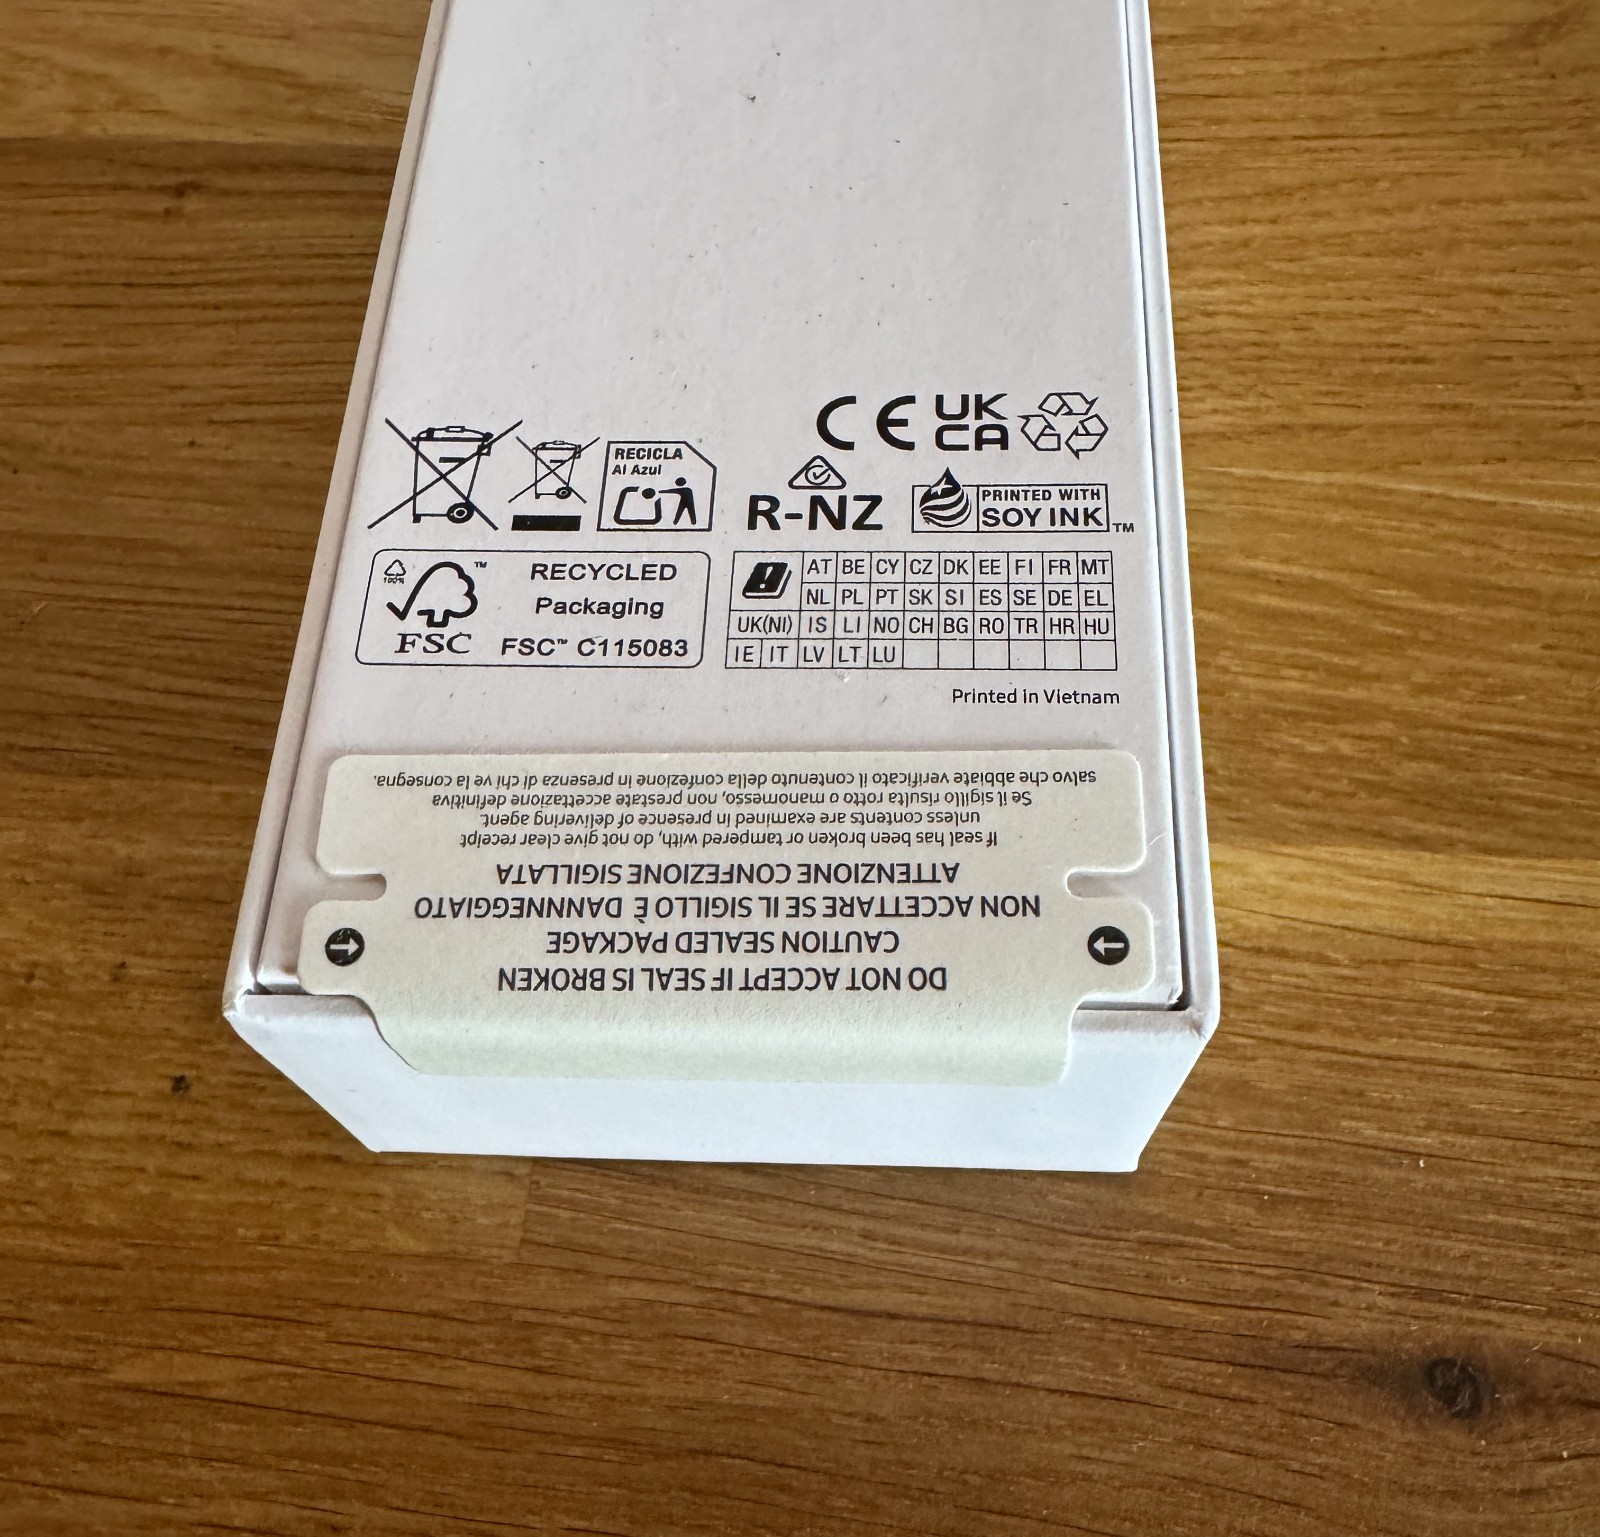 CE UK CA
RECICLA
Al Azul
R-NZ
PRINTED WITH
SOY INK™
100%
™
FSC
RECYCLED
Packaging
FSC™ C115083
AT BE CY CZ DK EE FI FR MT
NL PL PT SK SI ES SE DE EL
UK(NI) IS LI NO CH BG RO TR HR HU
IE IT LV LT LU
Printed in Vietnam
DO NOT ACCEPT IF SEAL IS BROKEN
CAUTION SEALED PACKAGE
NON ACCETTARE SE IL SIGILLO È DANNNEGGIATO
ATTENZIONE CONFEZIONE SIGILLATA
If seal has been broken or tampered with, do not give clear receipt
unless contents are examined in presence of delivering agent.
Se il sigillo risulta rotto o manomesso, non prestate accettazione definitiva
salvo che abbiate verificato il contenuto della confezione in presenza di chi ve la consegna.